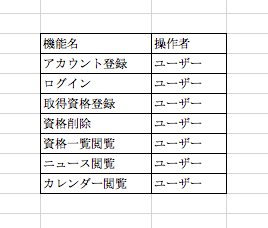 機能名 操作者
アカウント登録 ユーザー
ログイン ユーザー
取得資格登録 ユーザー
資格削除 ユーザー
資格一覧閲覧 ユーザー
ニュース閲覧 ユーザー
カレンダー閲覧 ユーザー